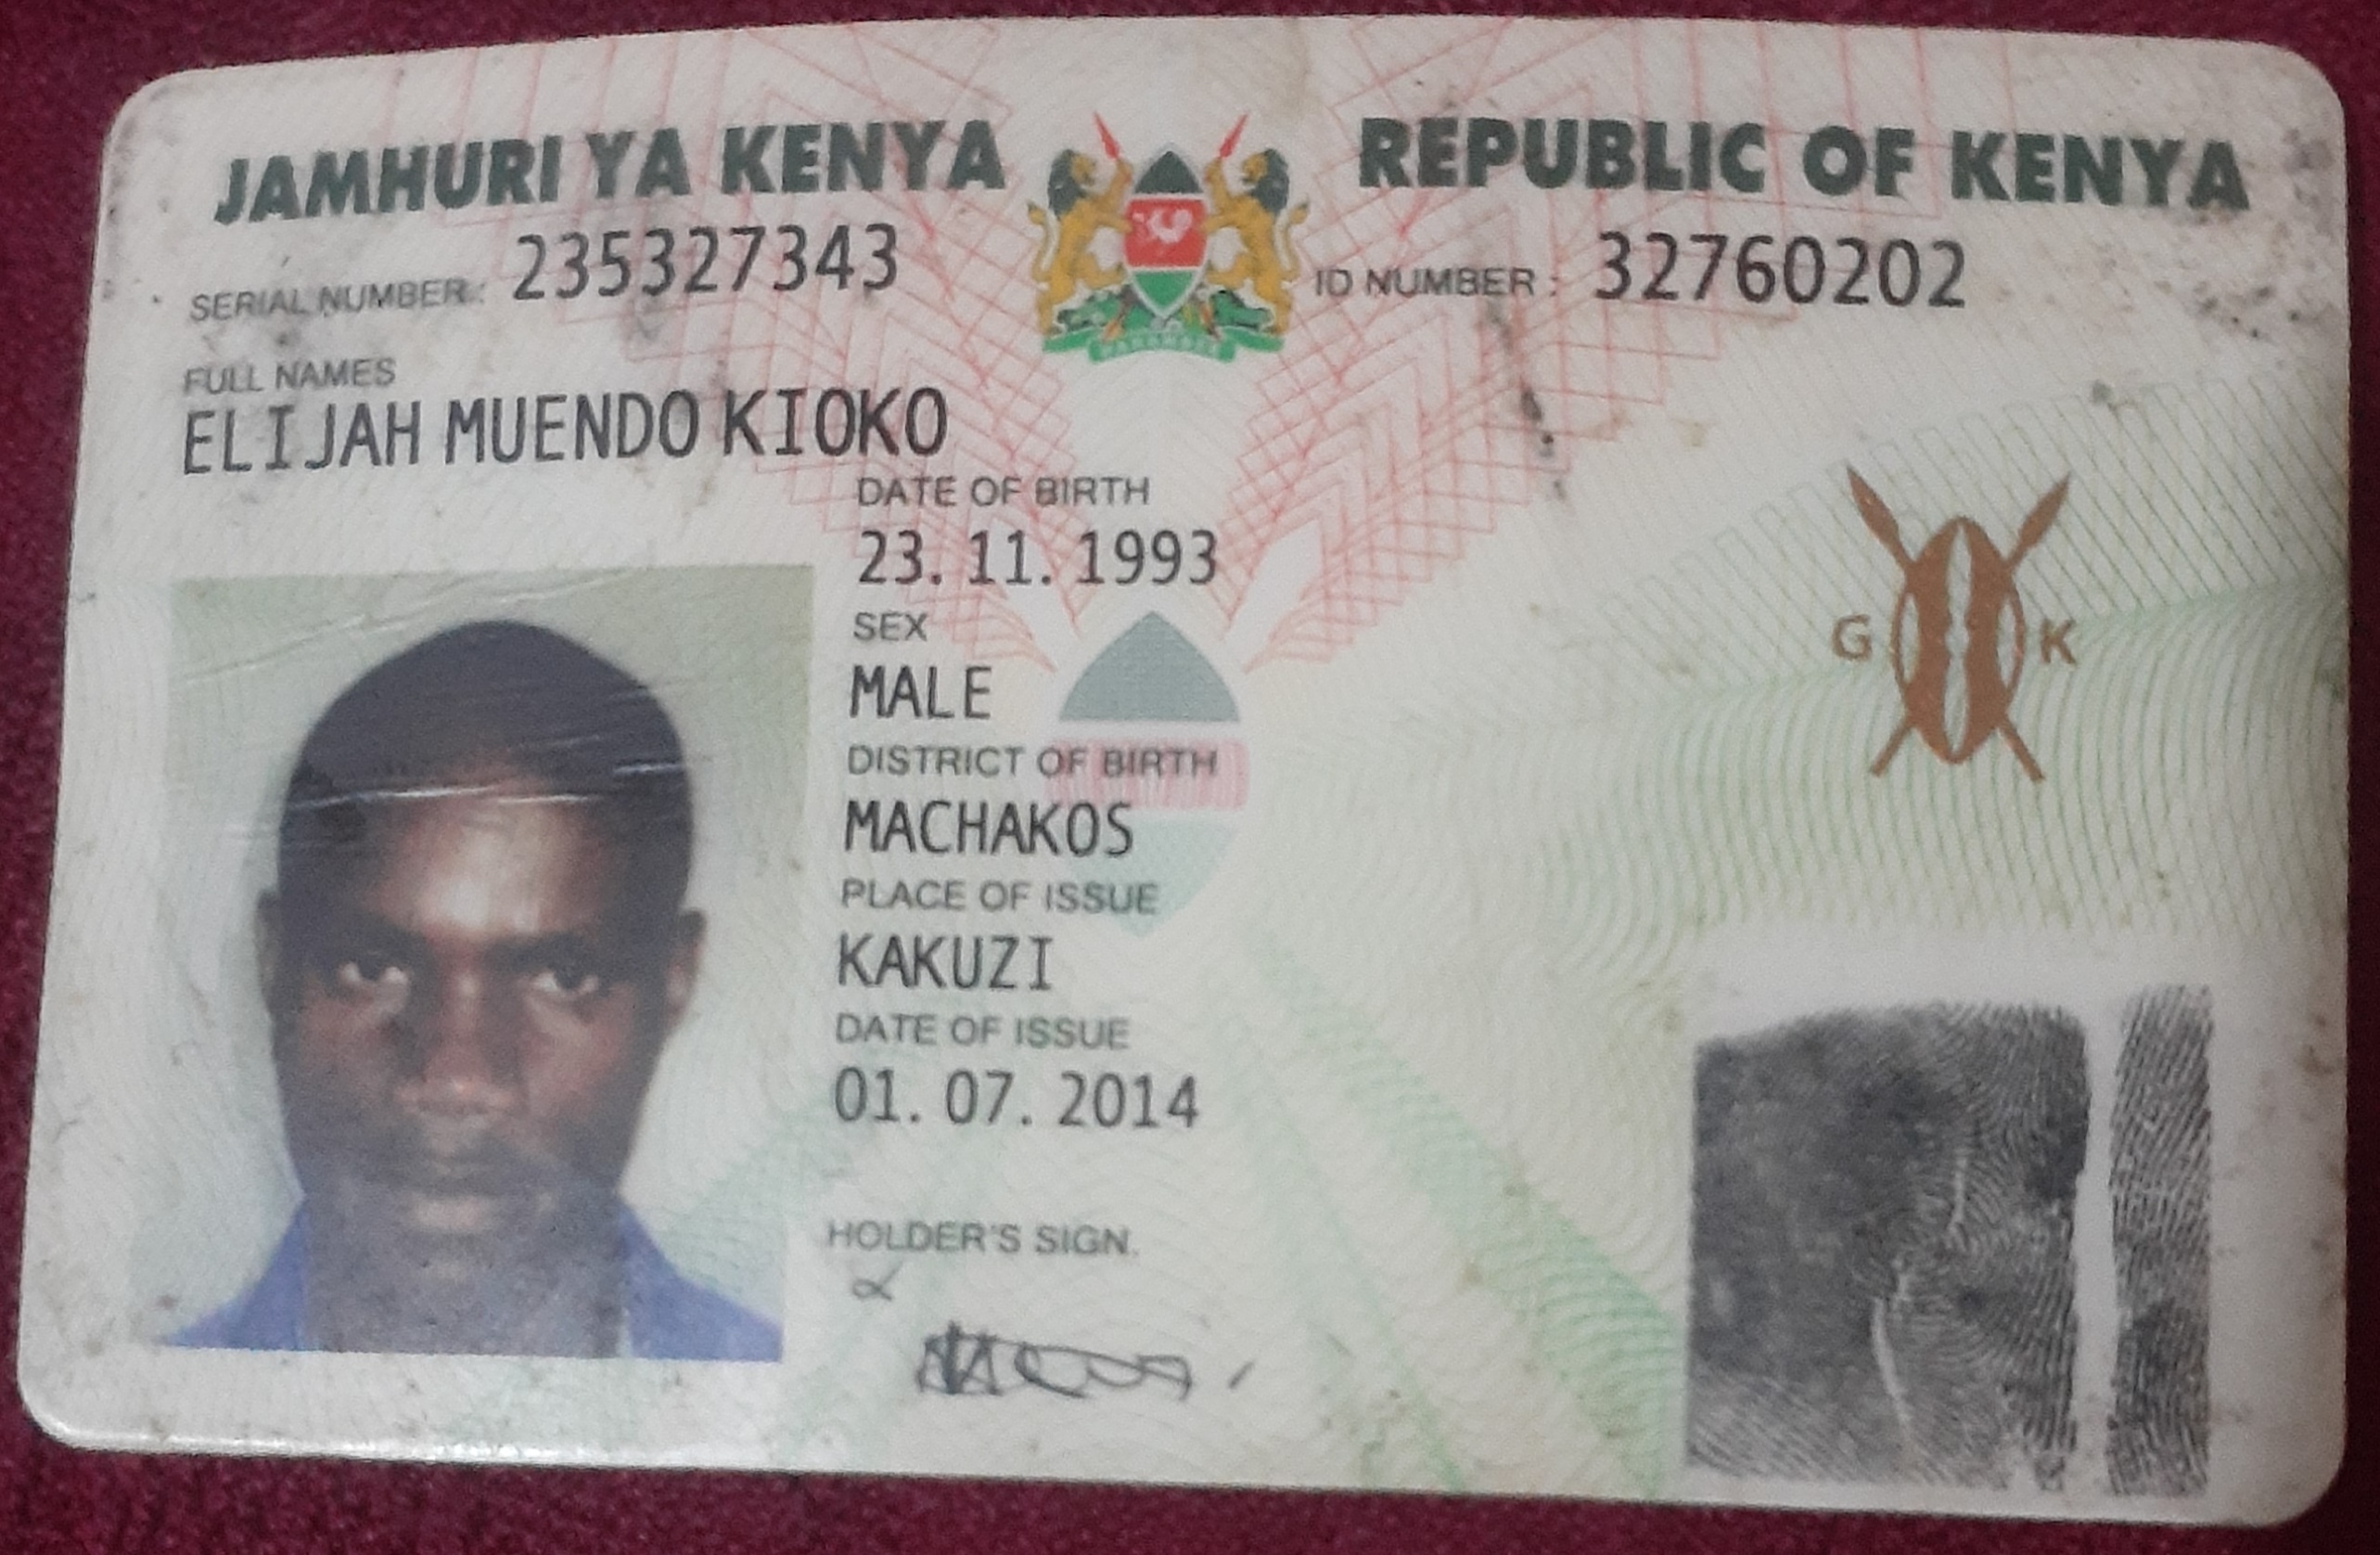 JAMHURI YA KENYA REPUBLIC OF KENYA
SERIAL NUMBER: 235327343 ID NUMBER: 32760202
FULL NAMES
ELIJAH MUENDO KIOKO
DATE OF BIRTH
23. 11. 1993
SEX
MALE
G K
DISTRICT OF BIRTH
MACHAKOS
PLACE OF ISSUE
KAKUZI
DATE OF ISSUE
01. 07. 2014
HOLDER'S SIGN.